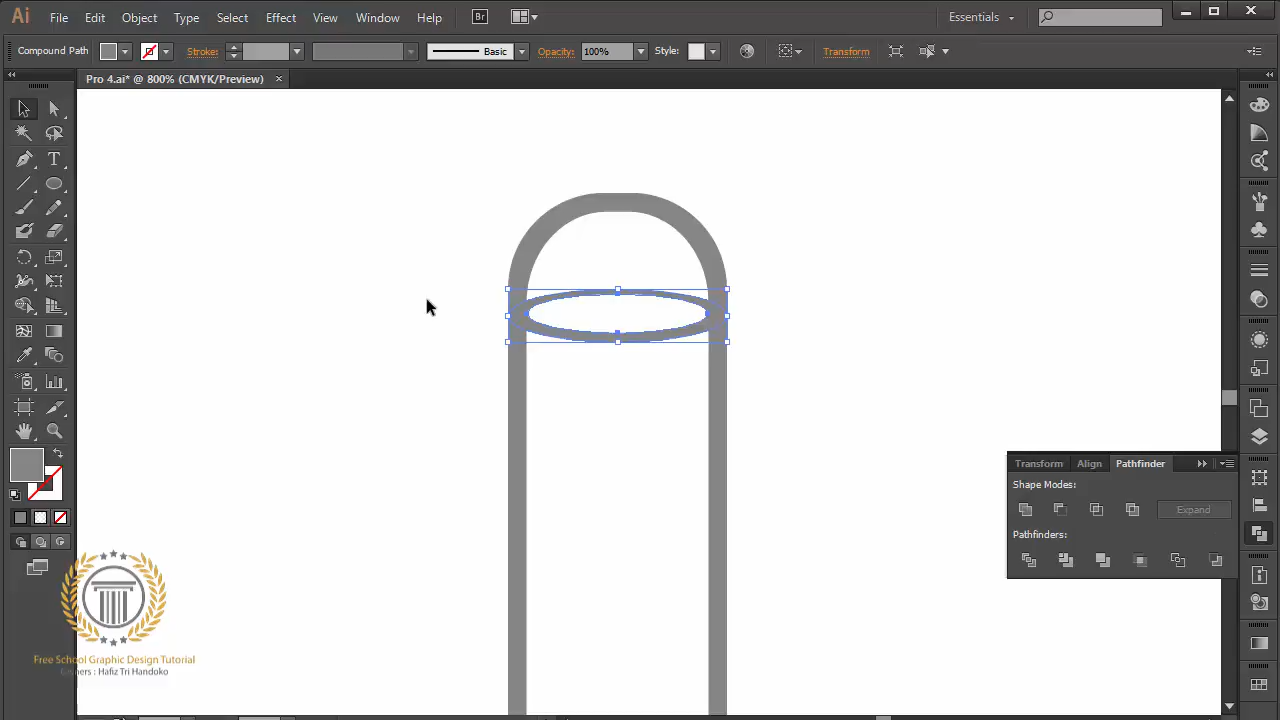 Ai File Edit Object Type Select Effect View Window Help Br Essentials
Compound Path Stroke: Basic Opacity: 100% Style: Transform
Pro 4.ai* @ 800% (CMYK/Preview) ×
T
Transform Align Pathfinder
Shape Modes:
Expand
Pathfinders:
Free School Graphic Design Tutorial
Hafiz Tri Handoko